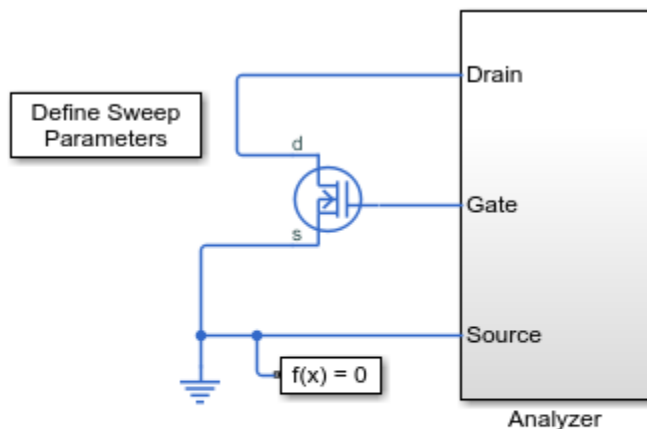 Drain
Define Sweep
Parameters
d
Gate
s
Source
f(x) = 0
Analyzer